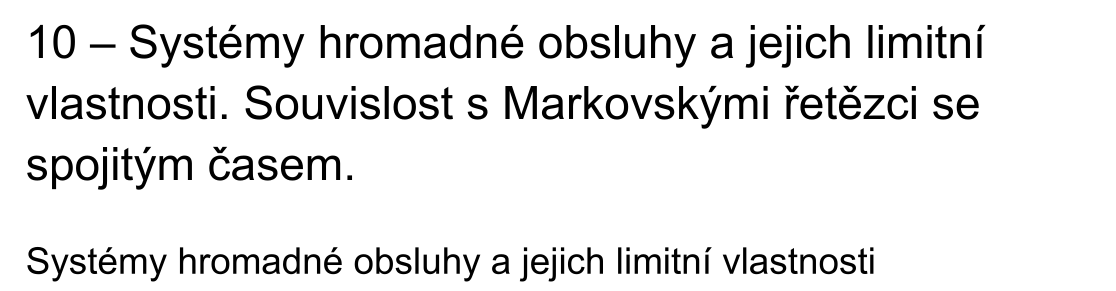 10 – Systémy hromadné obsluhy a jejich limitní
vlastnosti. Souvislost s Markovskými řetězci se
spojitým časem.
Systémy hromadné obsluhy a jejich limitní vlastnosti